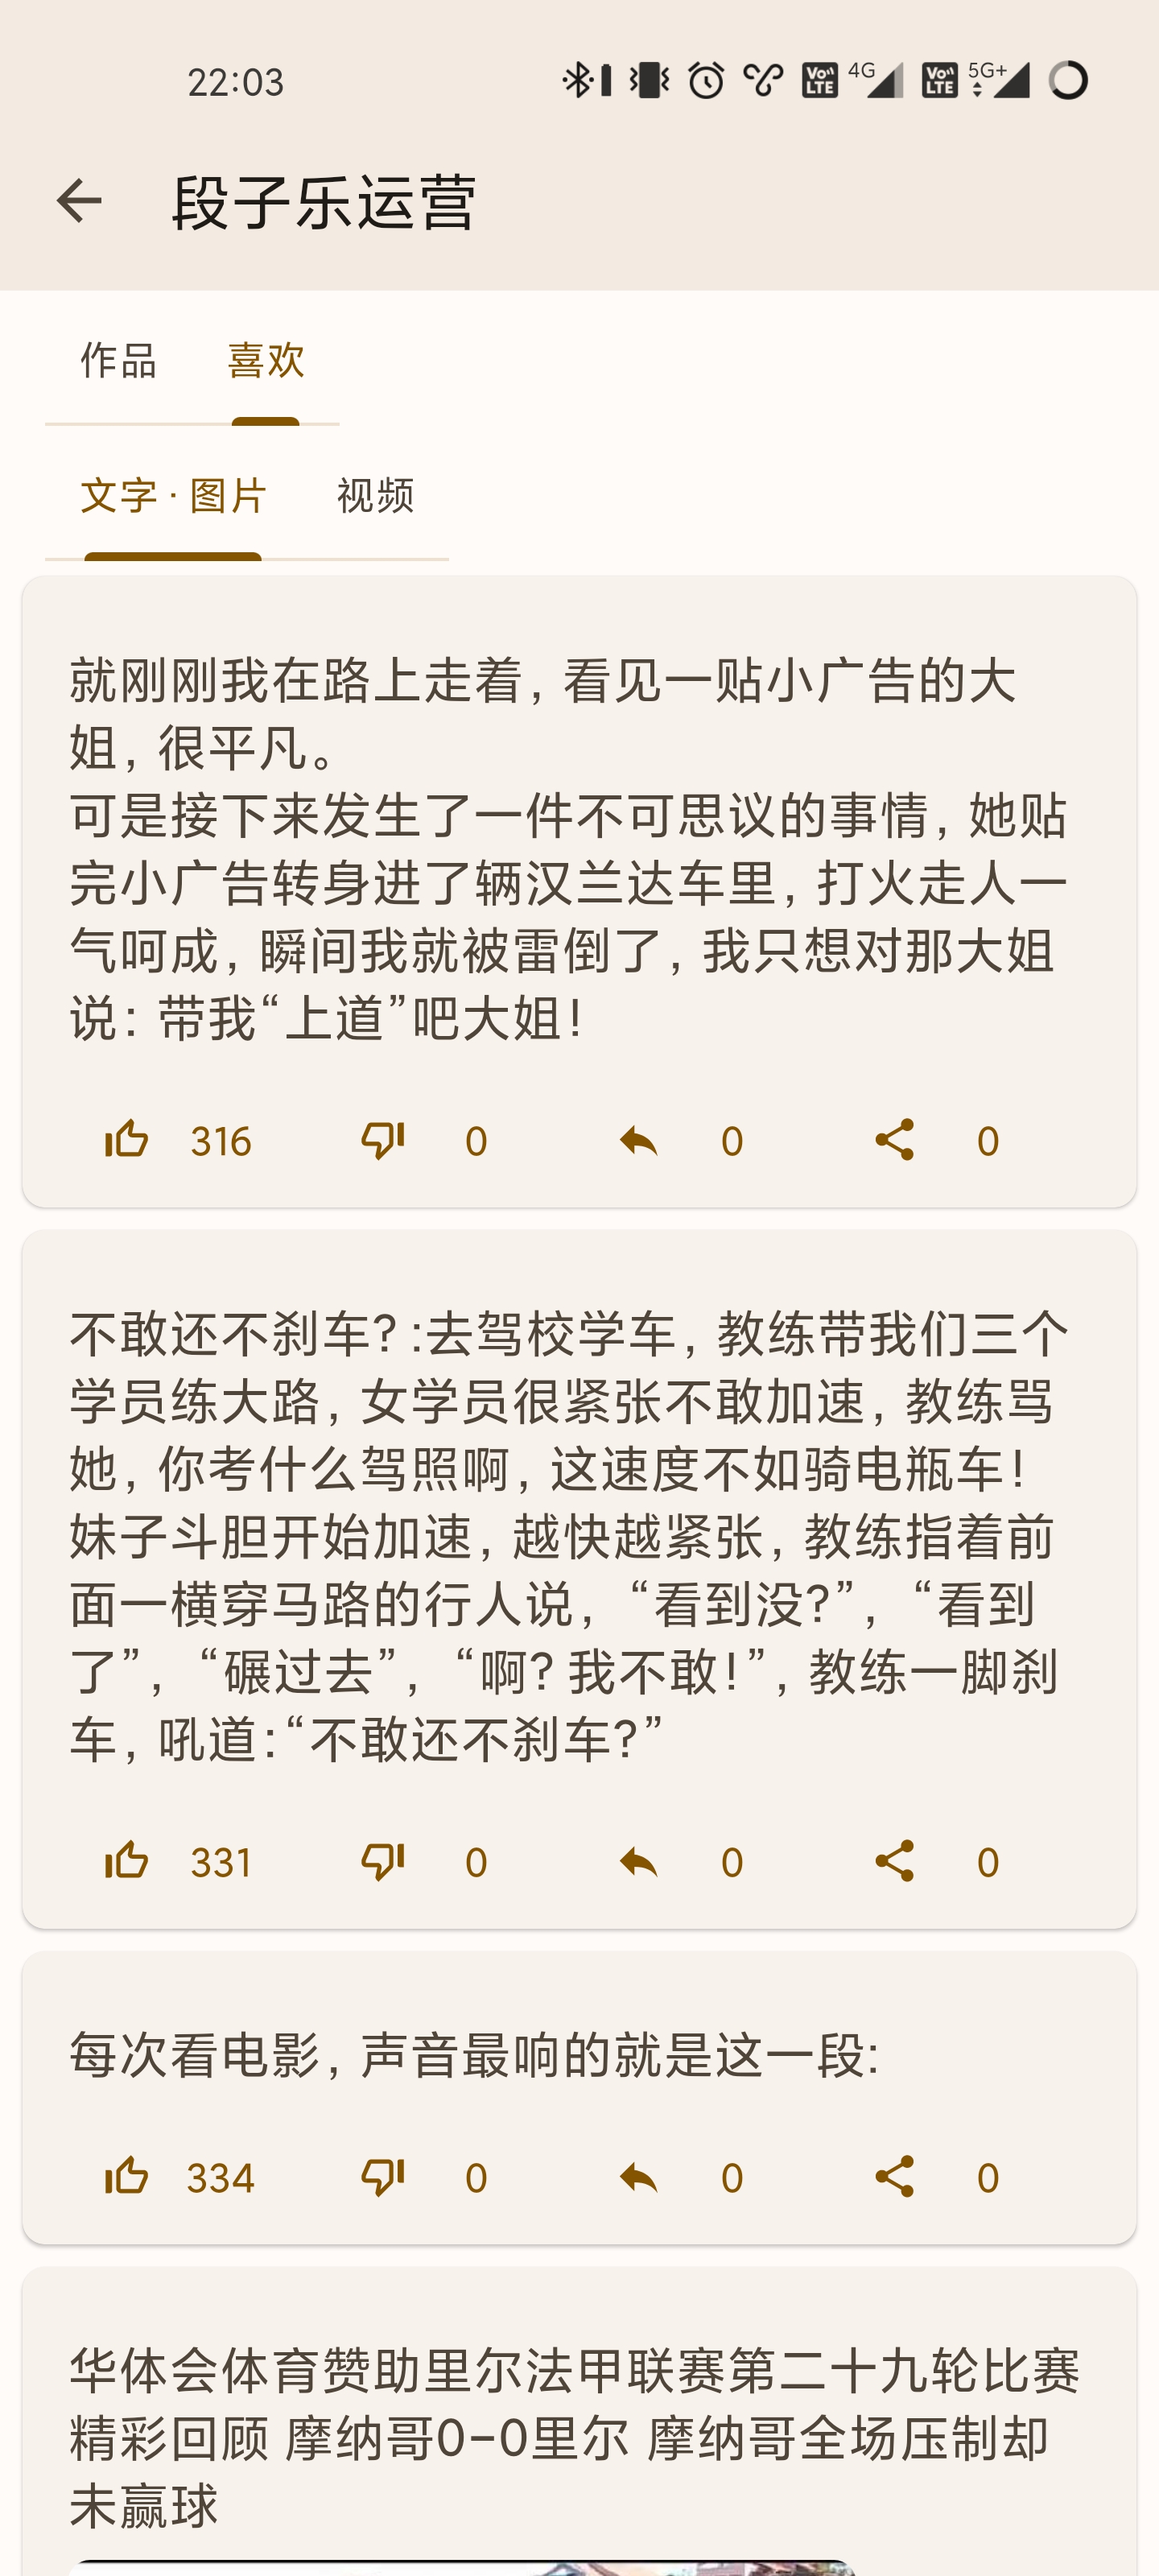 22:03
Vo LTE 4G Vo LTE 5G+
段子乐运营
作品 喜欢
文字 · 图片 视频
就刚刚我在路上走着, 看见一贴小广告的大
姐, 很平凡。
可是接下来发生了一件不可思议的事情, 她贴
完小广告转身进了辆汉兰达车里, 打火走人一
气呵成, 瞬间我就被雷倒了, 我只想对那大姐
说: 带我“上道”吧大姐!
316 0 0 0
不敢还不刹车? :去驾校学车, 教练带我们三个
学员练大路, 女学员很紧张不敢加速, 教练骂
她, 你考什么驾照啊, 这速度不如骑电瓶车!
妹子斗胆开始加速, 越快越紧张, 教练指着前
面一横穿马路的行人说, “看到没?”, “看到
了”, “碾过去”, “啊? 我不敢!”, 教练一脚刹
车, 吼道:“不敢还不刹车?”
331 0 0 0
每次看电影, 声音最响的就是这一段:
334 0 0 0
华体会体育赞助里尔法甲联赛第二十九轮比赛
精彩回顾 摩纳哥0-0里尔 摩纳哥全场压制却
未赢球